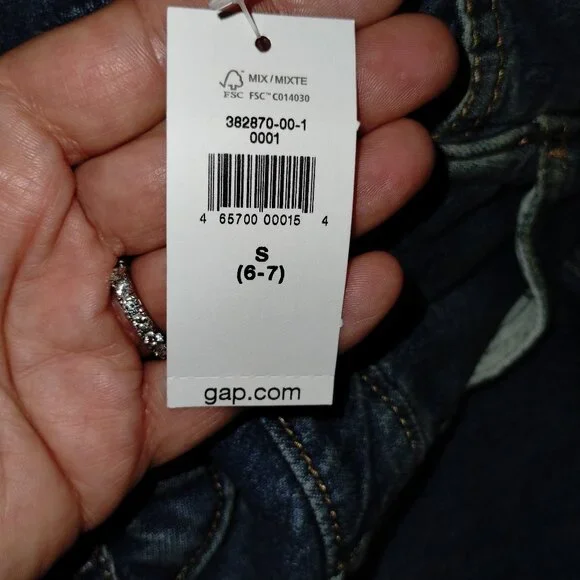 MIX / MIXTE
FSC FSC™ C014030
382870-00-1
0001
4 65700 00015 4
S
(6-7)
gap.com